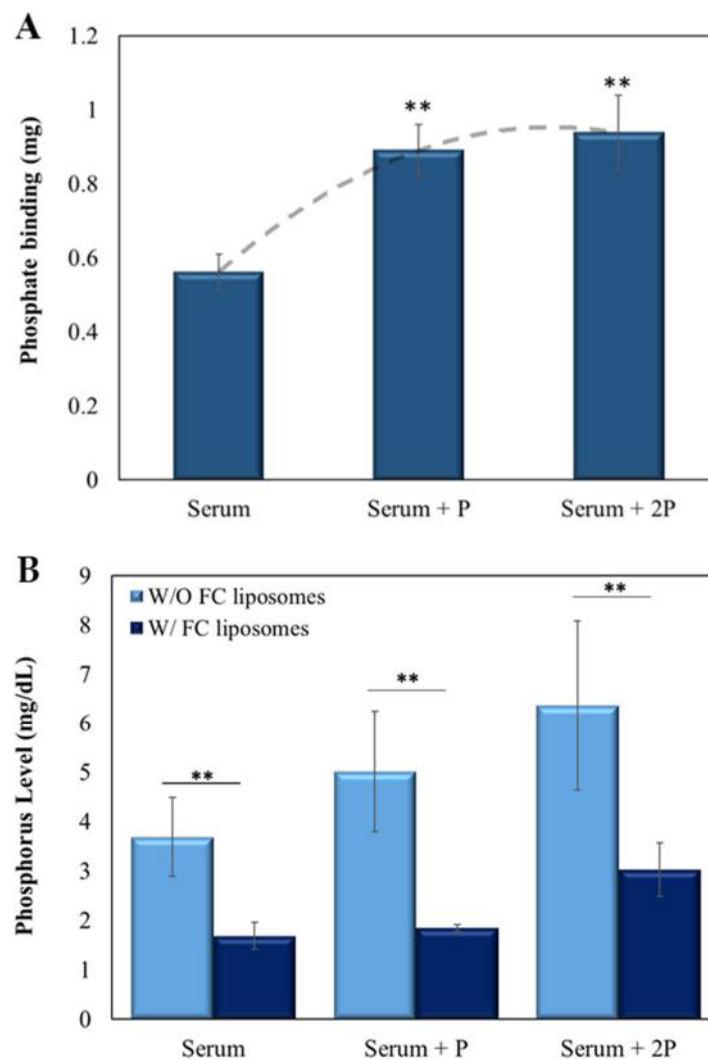 A
1.2
1
0.8
0.6
0.4
0.2
0
Phosphate binding (mg)
**
**
Serum
Serum + P
Serum + 2P
B
9
8
7
6
5
4
3
2
1
0
Phosphorus Level (mg/dL)
W/O FC liposomes
W/ FC liposomes
**
**
**
Serum
Serum + P
Serum + 2P